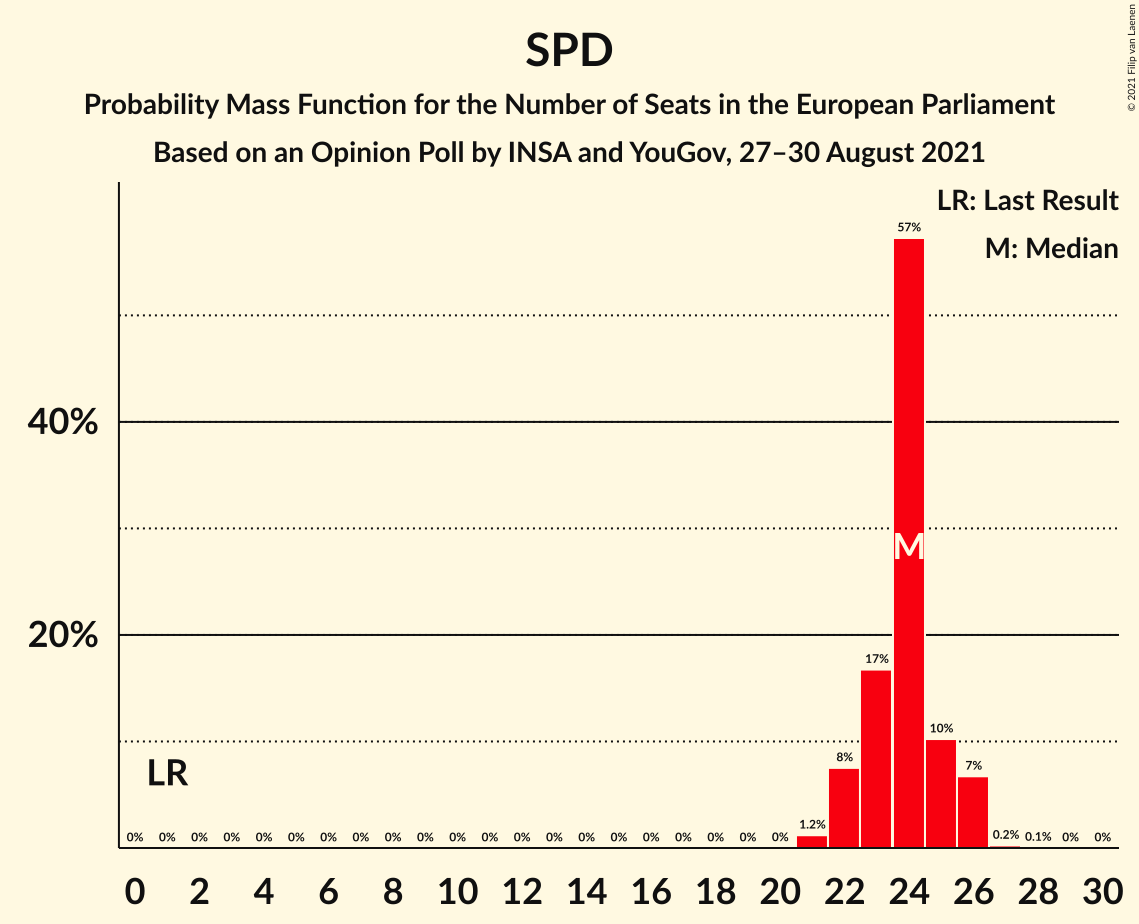 SPD
Probability Mass Function for the Number of Seats in the European Parliament
Based on an Opinion Poll by INSA and YouGov, 27–30 August 2021
© 2021 Filip van Laenen
LR: Last Result
M: Median
57%
40%
M
20%
17%
10%
8%
7%
LR
1.2%
0% 0% 0% 0% 0% 0% 0% 0% 0% 0% 0% 0% 0% 0% 0% 0% 0% 0% 0% 0% 0% 0.2% 0.1% 0% 0%
0 2 4 6 8 10 12 14 16 18 20 22 24 26 28 30